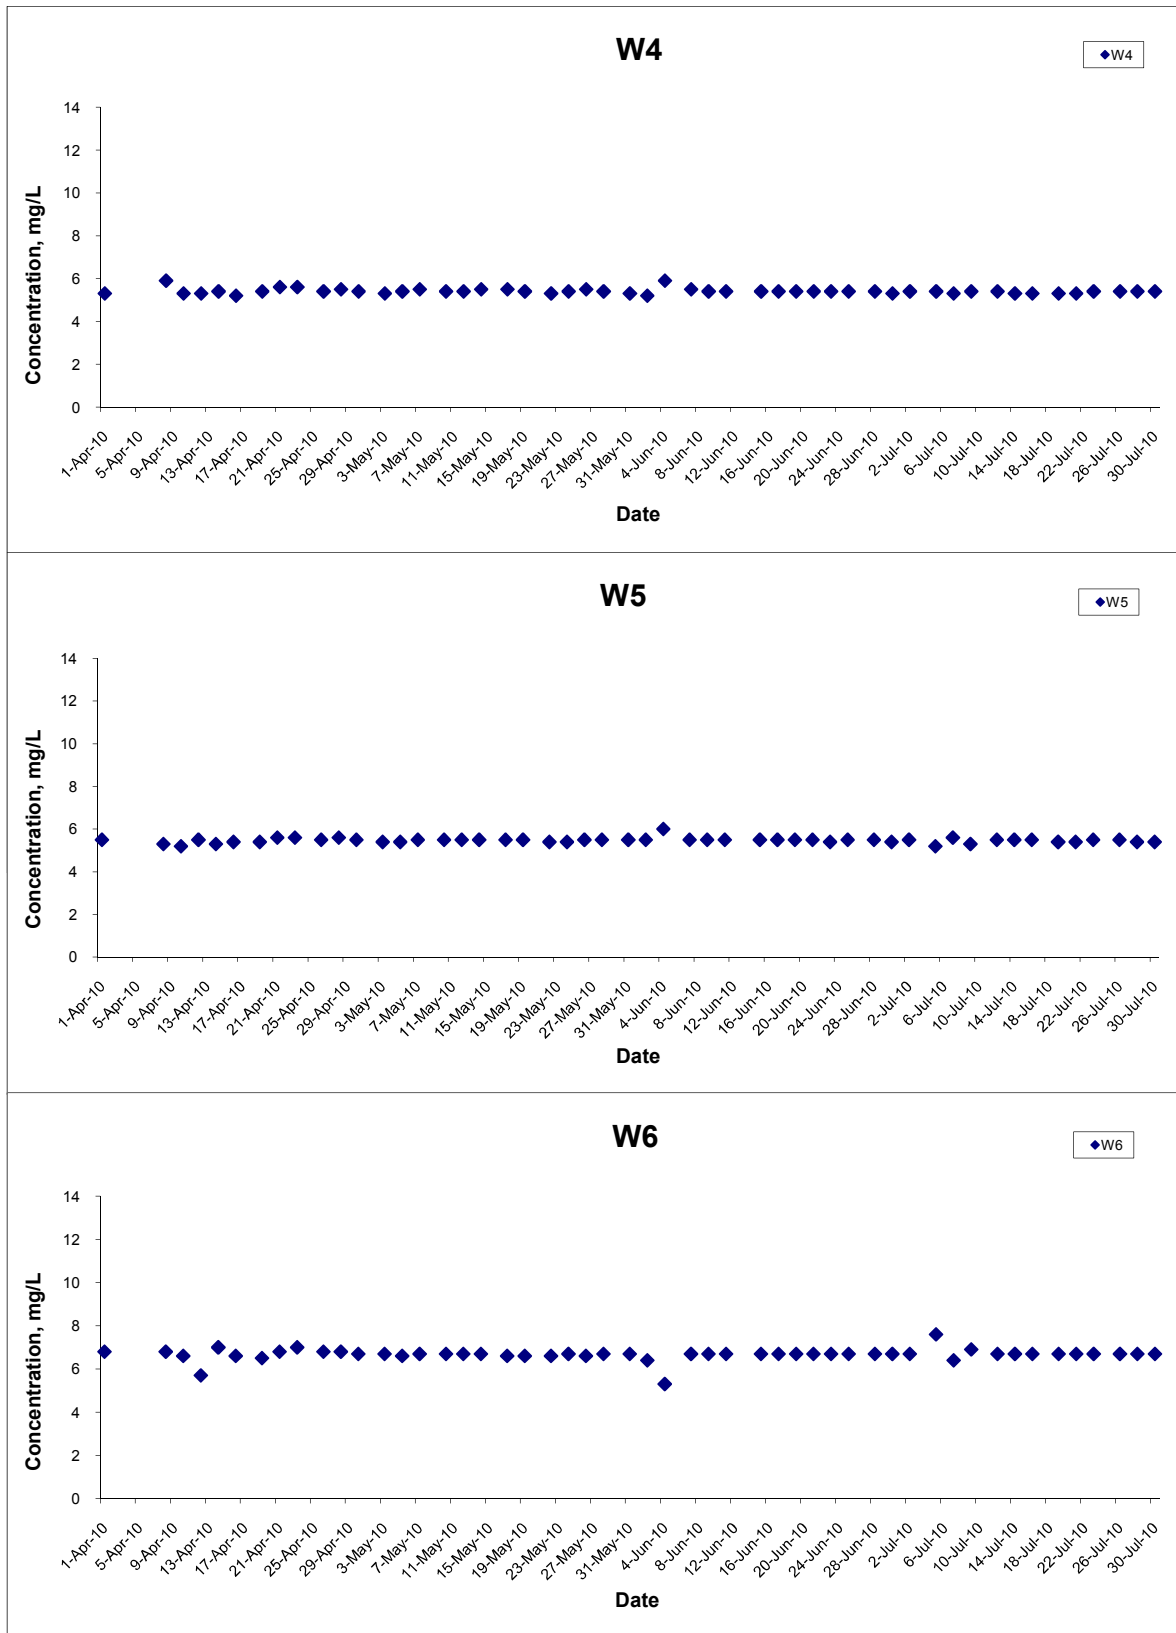 W4
W4
14
12
10
8
6
4
2
0
Concentration, mg/L
1-Apr-10 5-Apr-10 9-Apr-10 13-Apr-10 17-Apr-10 21-Apr-10 25-Apr-10 29-Apr-10 3-May-10 7-May-10 11-May-10 15-May-10 19-May-10 23-May-10 27-May-10 31-May-10 4-Jun-10 8-Jun-10 12-Jun-10 16-Jun-10 20-Jun-10 24-Jun-10 28-Jun-10 2-Jul-10 6-Jul-10 10-Jul-10 14-Jul-10 18-Jul-10 22-Jul-10 26-Jul-10 30-Jul-10
Date
W5
W5
14
12
10
8
6
4
2
0
Concentration, mg/L
1-Apr-10 5-Apr-10 9-Apr-10 13-Apr-10 17-Apr-10 21-Apr-10 25-Apr-10 29-Apr-10 3-May-10 7-May-10 11-May-10 15-May-10 19-May-10 23-May-10 27-May-10 31-May-10 4-Jun-10 8-Jun-10 12-Jun-10 16-Jun-10 20-Jun-10 24-Jun-10 28-Jun-10 2-Jul-10 6-Jul-10 10-Jul-10 14-Jul-10 18-Jul-10 22-Jul-10 26-Jul-10 30-Jul-10
Date
W6
W6
14
12
10
8
6
4
2
0
Concentration, mg/L
1-Apr-10 5-Apr-10 9-Apr-10 13-Apr-10 17-Apr-10 21-Apr-10 25-Apr-10 29-Apr-10 3-May-10 7-May-10 11-May-10 15-May-10 19-May-10 23-May-10 27-May-10 31-May-10 4-Jun-10 8-Jun-10 12-Jun-10 16-Jun-10 20-Jun-10 24-Jun-10 28-Jun-10 2-Jul-10 6-Jul-10 10-Jul-10 14-Jul-10 18-Jul-10 22-Jul-10 26-Jul-10 30-Jul-10
Date